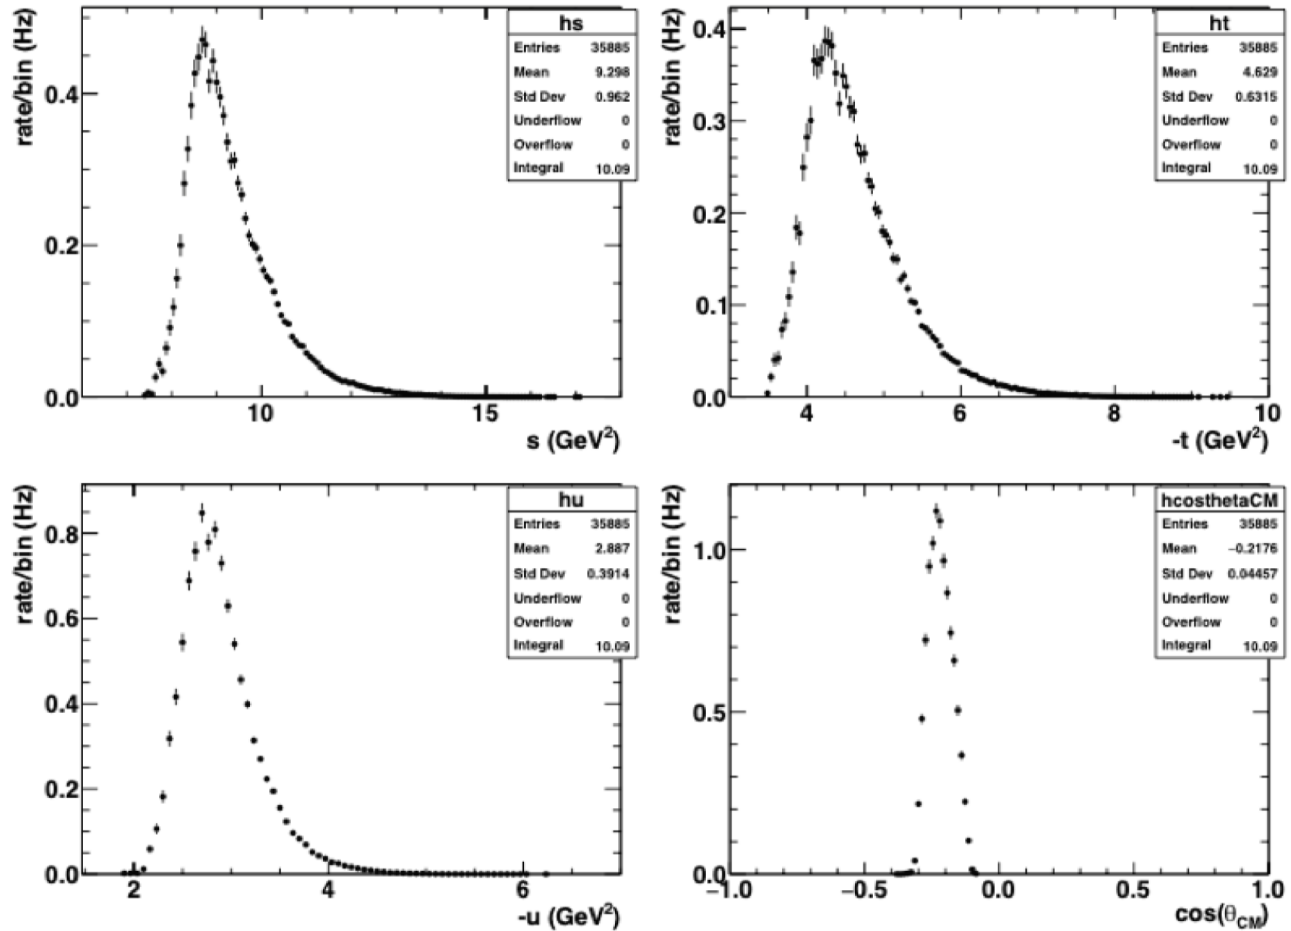 rate/bin (Hz)
0.4
0.2
0.0
10
15
s (GeV²)
hs
Entries 35885
Mean 9.298
Std Dev 0.962
Underflow 0
Overflow 0
Integral 10.09
rate/bin (Hz)
0.4
0.3
0.2
0.1
0.0
4
6
8
10
-t (GeV²)
ht
Entries 35885
Mean 4.629
Std Dev 0.6315
Underflow 0
Overflow 0
Integral 10.09
rate/bin (Hz)
0.8
0.6
0.4
0.2
0.0
2
4
6
-u (GeV²)
hu
Entries 35885
Mean 2.887
Std Dev 0.3914
Underflow 0
Overflow 0
Integral 10.09
rate/bin (Hz)
1.0
0.5
0.0
−1.0
−0.5
0.0
0.5
1.0
cos(θCM)
hcosthetaCM
Entries 35885
Mean −0.2176
Std Dev 0.04457
Underflow 0
Overflow 0
Integral 10.09